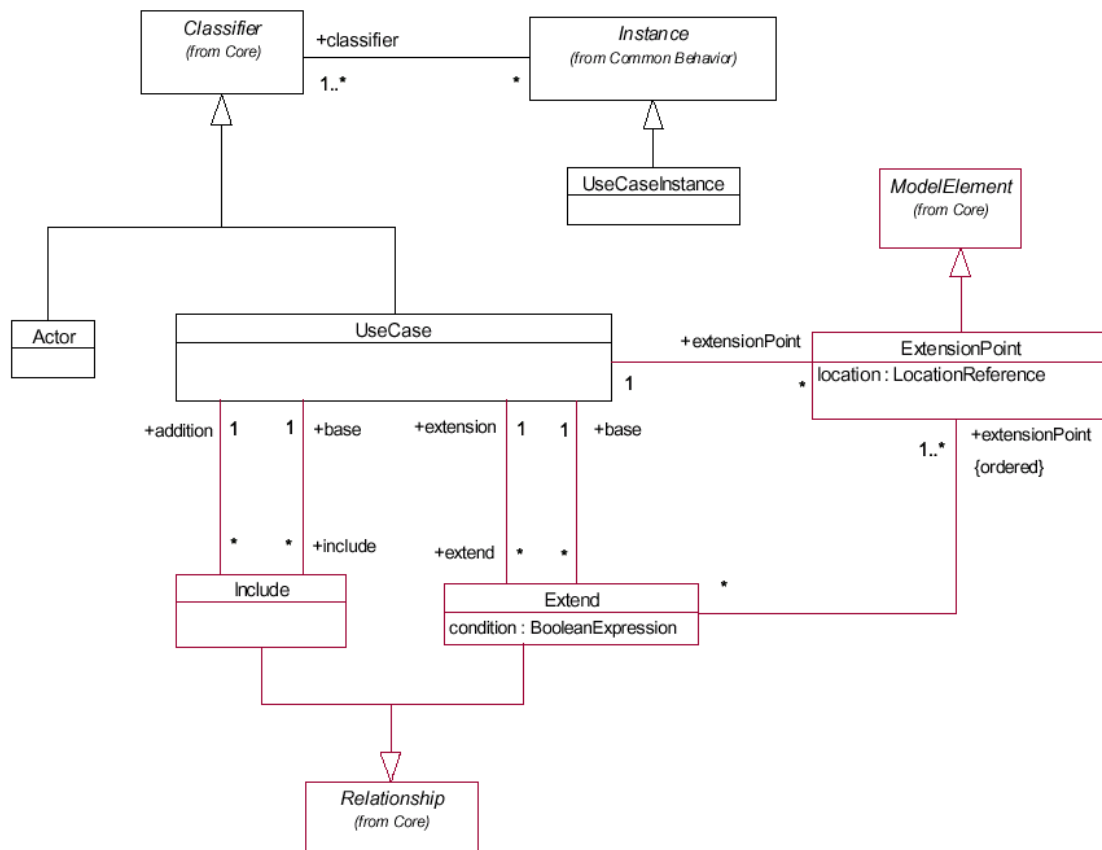 Classifier
(from Core)
+classifier
1..*
*
Instance
(from Common Behavior)
UseCaseInstance
ModelElement
(from Core)
Actor
UseCase
+extensionPoint
1
*
ExtensionPoint
location : LocationReference
+addition
1
1
+base
+extension
1
1
+base
1..*
+extensionPoint
{ordered}
*
*
+include
+extend
*
*
*
Include
Extend
condition : BooleanExpression
Relationship
(from Core)